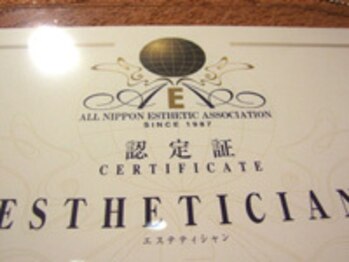 AEA
ALL NIPPON ESTHETIC ASSOCIATION
SINCE 1987
認定証
CERTIFICATE
ESTHETICIAN
エステティシャン